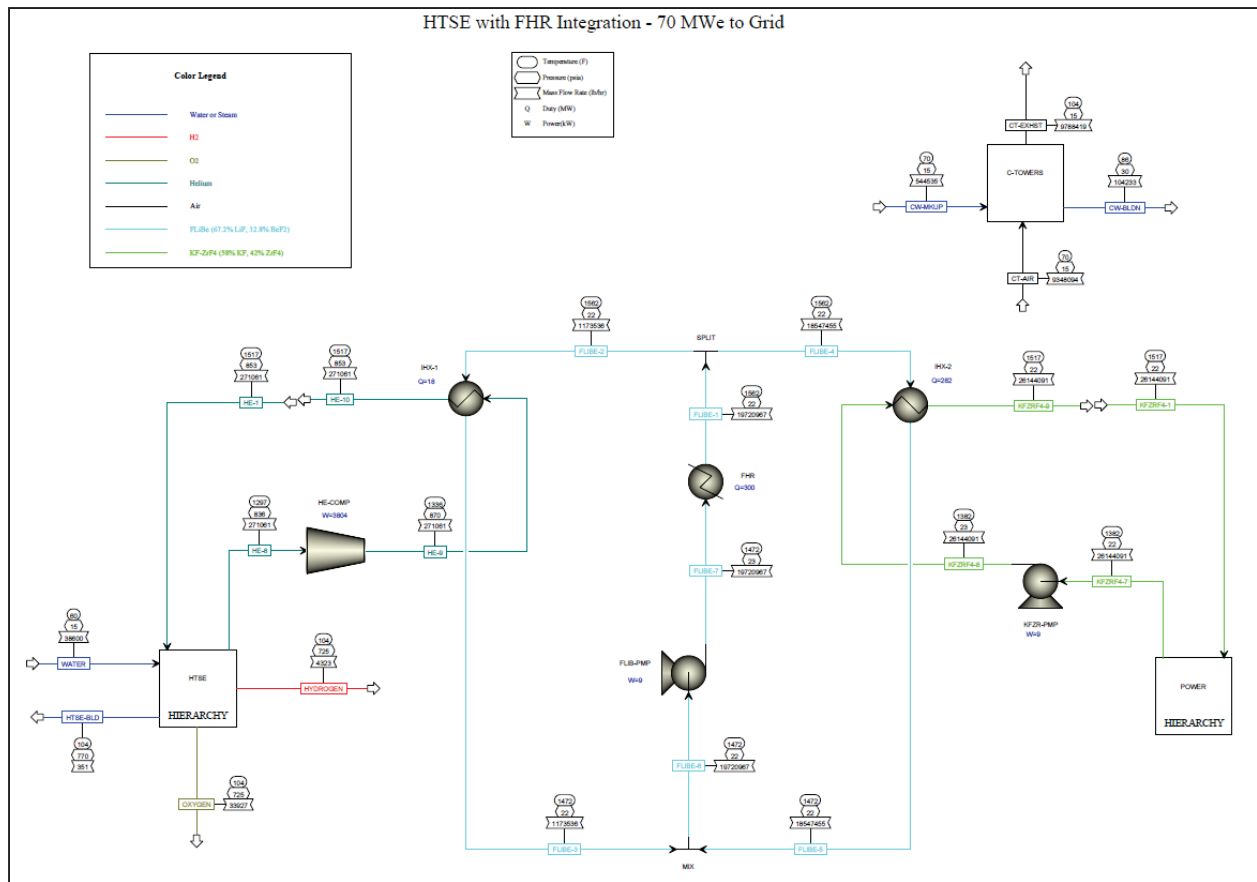 HTSE with FHR Integration - 70 MWe to Grid
Color Legend
Water or Steam
H2
O2
Helium
Air
FLiBe (67.2% LiF, 32.8% BeF2)
KF-ZrF4 (58% KF, 42% ZrF4)
Temperature (F)
Pressure (psia)
Mass Flow Rate (lb/hr)
Q Duty (MW)
W Power(kW)
104
15
9788419
CT-EXHST
C-TOWERS
70
15
544535
CW-MKUP
86
30
104233
CW-BLDN
70
15
9348094
CT-AIR
1562
22
1173536
FLIBE-2
SPLIT
1562
22
18547455
FLIBE-4
1517
853
271061
HE-1
1517
853
271061
HE-10
IHX-1
Q=18
IHX-2
Q=282
1517
22
26144091
KFZRF4-9
1517
22
26144091
KFZRF4-1
1562
22
19720967
FLIBE-1
FHR
Q=300
1297
836
271061
HE-8
HE-COMP
W=3804
870
271061
HE-9
1472
23
19720967
FLIBE-7
1382
23
26144091
KFZRF4-8
1382
22
26144091
KFZRF4-7
KFZR-PMP
W=9
60
15
38600
WATER
HTSE
HIERARCHY
104
725
4323
HYDROGEN
HTSE-BLD
104
770
351
OXYGEN
104
725
33927
FLIB-PMP
W=9
POWER
HIERARCHY
1472
22
19720967
FLIBE-6
1472
22
1173536
FLIBE-3
MIX
1472
22
18547455
FLIBE-5